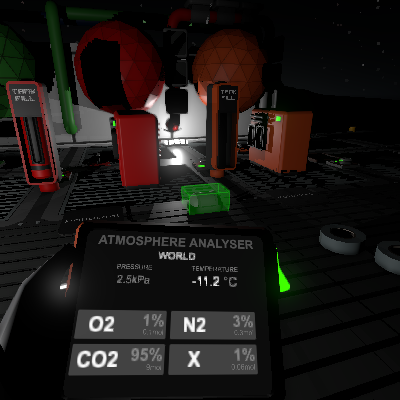 TANK
FILL
TANK
FILL
ATMOSPHERE ANALYSER
WORLD
PRESSURE TEMPERATURE
2.5kPa -11.2 °C
O2 1% N2 3%
CO2 95% X 1%